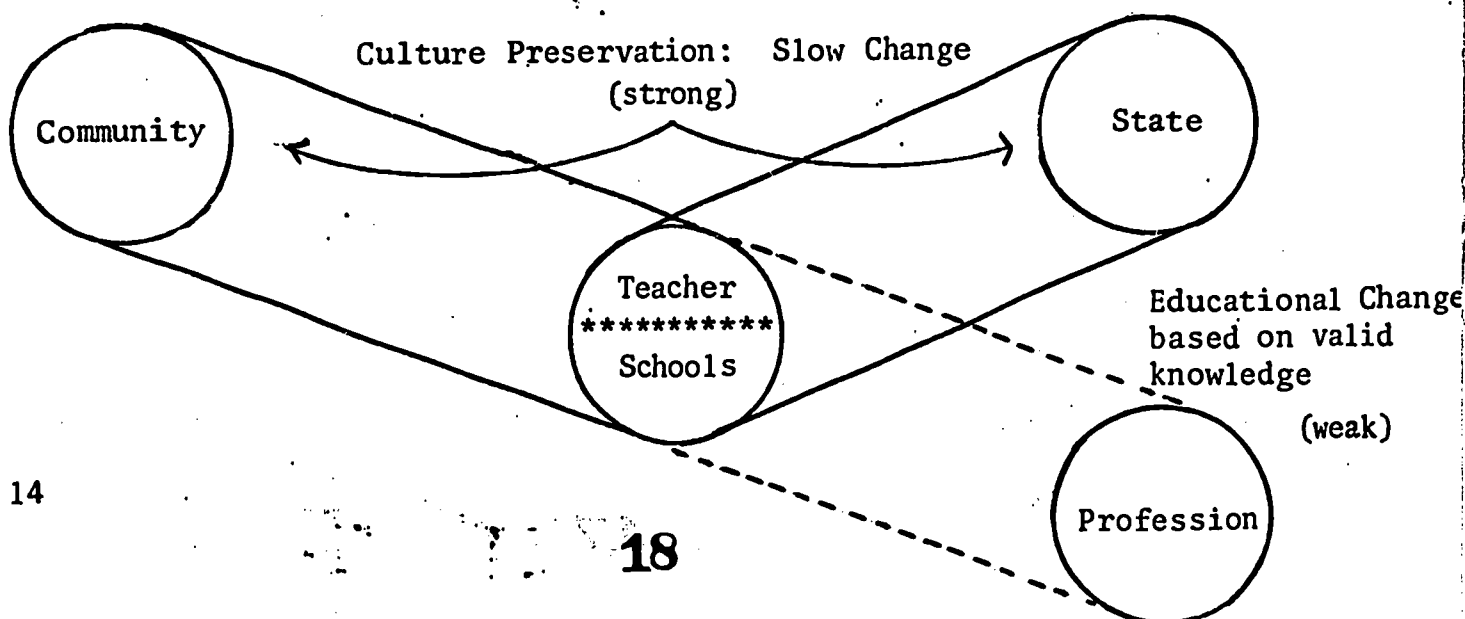 Culture Preservation: Slow Change
(strong)
Community
State
Teacher
***********
Schools
Educational Change
based on valid
knowledge
(weak)
Profession
14
18